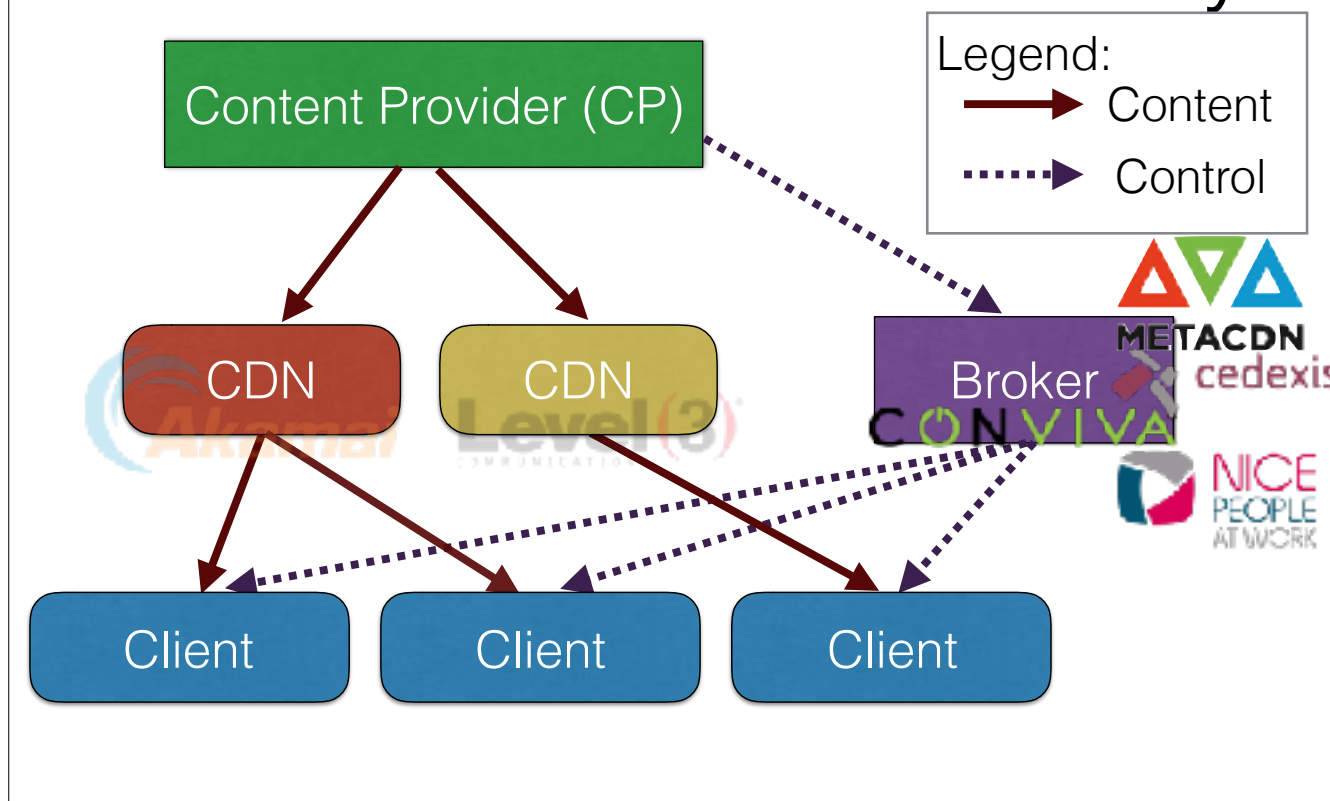 Legend:
Content
Control
Content Provider (CP)
CDN
CDN
Broker
METACDN
cedexis
CONVIVA
Akamai
Level (3)
COMMUNICATIONS
NICE
PEOPLE
AT WORK
Client
Client
Client